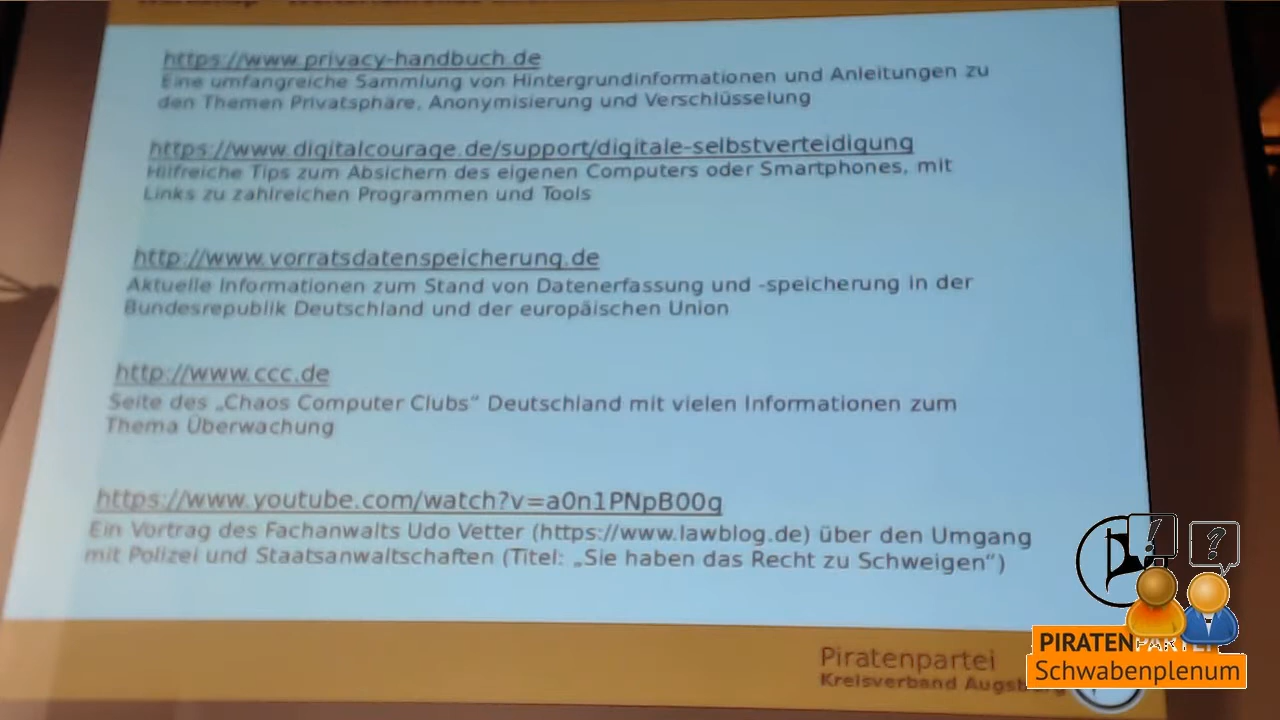 https://www.privacy-handbuch.de
Eine umfangreiche Sammlung von Hintergrundinformationen und Anleitungen zu
den Themen Privatsphäre, Anonymisierung und Verschlüsselung
https://www.digitalcourage.de/support/digitale-selbstverteidigung
Hilfreiche Tips zum Absichern des eigenen Computers oder Smartphones, mit
Links zu zahlreichen Programmen und Tools
http://www.vorratsdatenspeicherung.de
Aktuelle Informationen zum Stand von Datenerfassung und -speicherung in der
Bundesrepublik Deutschland und der europäischen Union
http://www.ccc.de
Seite des „Chaos Computer Clubs“ Deutschland mit vielen Informationen zum
Thema Überwachung
https://www.youtube.com/watch?v=a0n1PNpB00g
Ein Vortrag des Fachanwalts Udo Vetter (https://www.lawblog.de) über den Umgang
mit Polizei und Staatsanwaltschaften (Titel: „Sie haben das Recht zu Schweigen“)
! ?
Piratenpartei
Kreisverband Augsburg
PIRATENPARTEI
Schwabenplenum